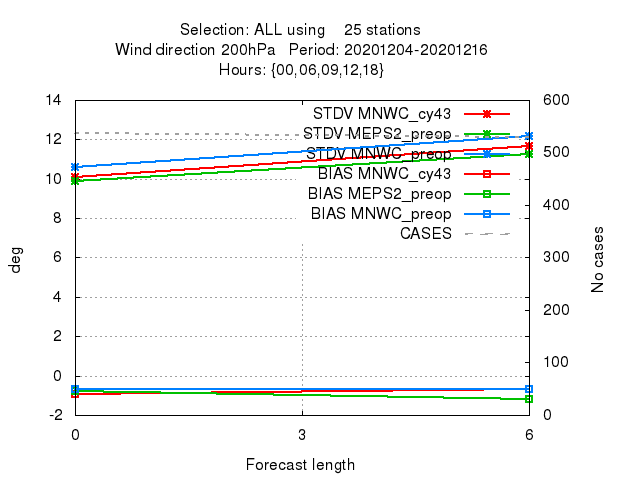 Selection: ALL using 25 stations
Wind direction 200hPa Period: 20201204-20201216
Hours: {00,06,09,12,18}
STDV MNWC_cy43
STDV MEPS2_preop
STDV MNWC_preop
BIAS MNWC_cy43
BIAS MEPS2_preop
BIAS MNWC_preop
CASES
14
12
10
8
6
4
2
0
-2
deg
600
500
400
300
200
100
0
No cases
0 3 6
Forecast length